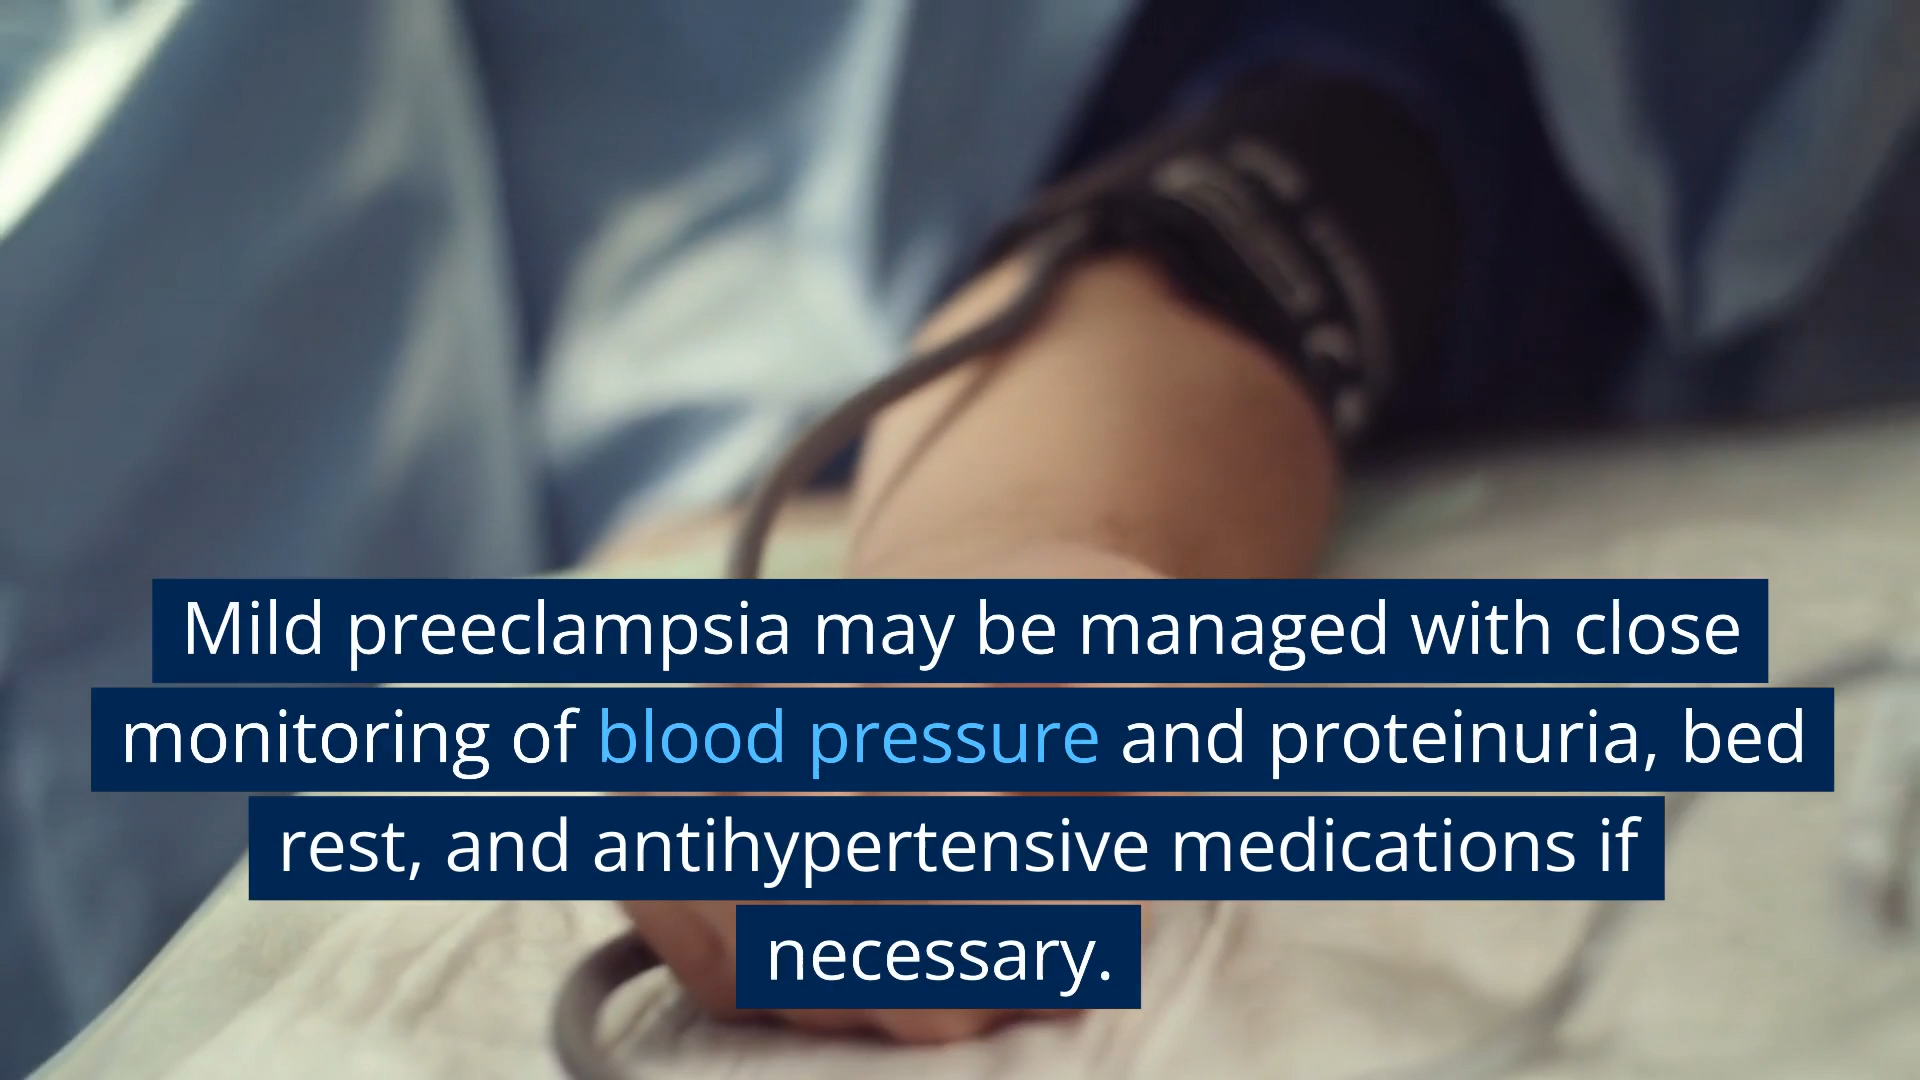 Mild preeclampsia may be managed with close
monitoring of blood pressure and proteinuria, bed
rest, and antihypertensive medications if
necessary.